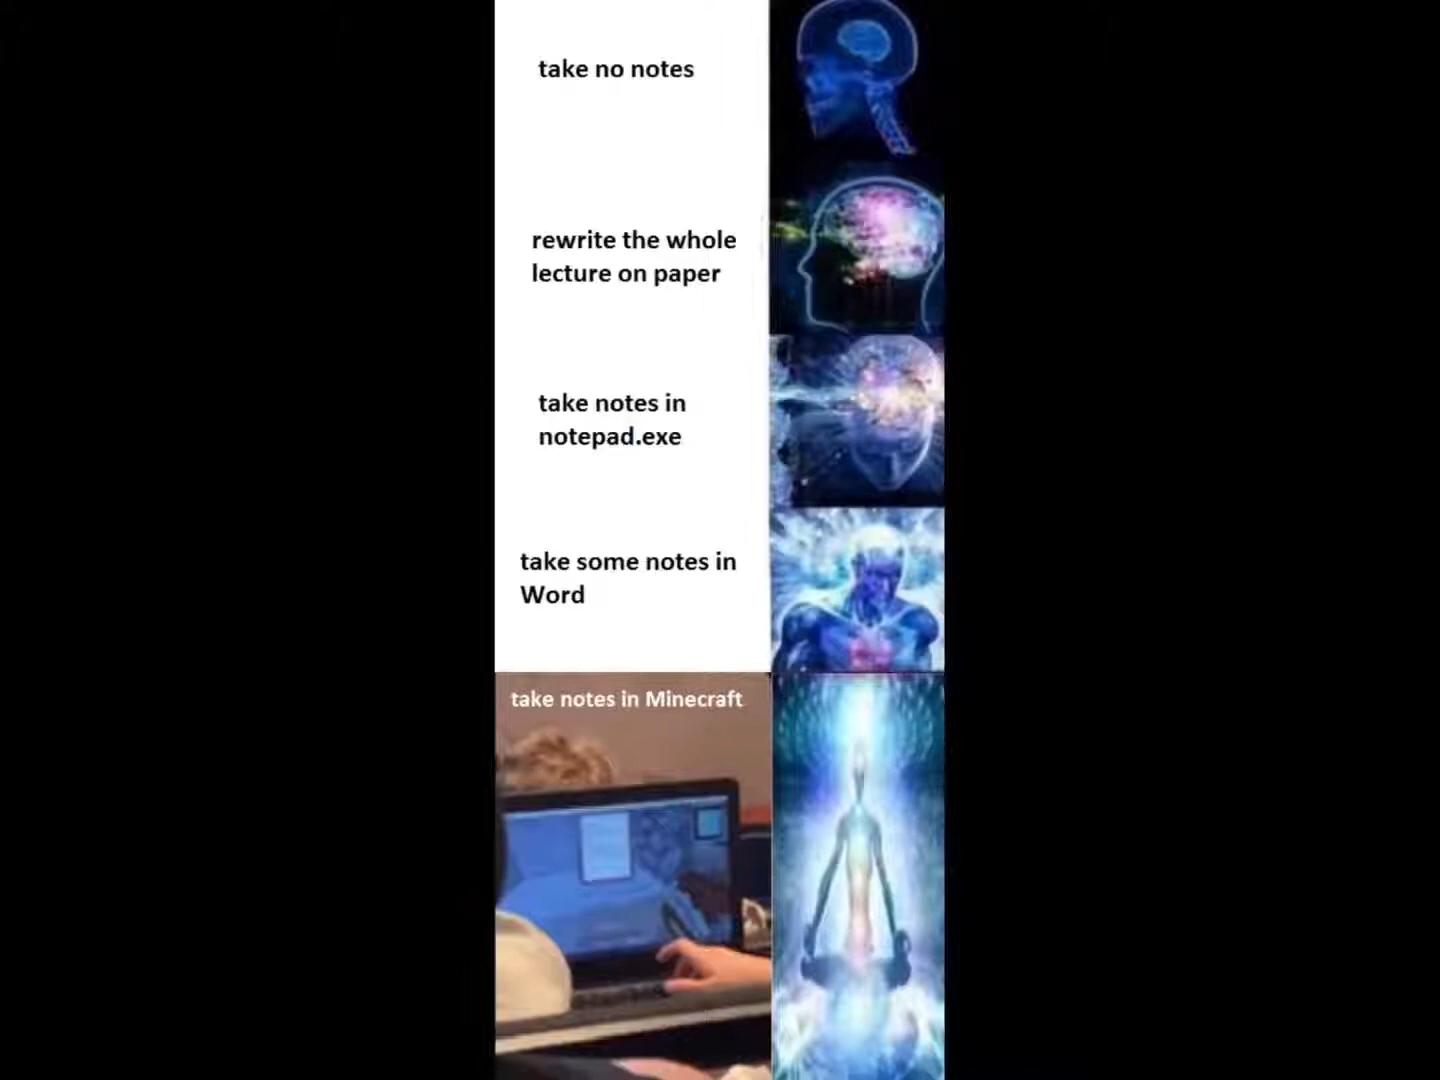 take no notes
rewrite the whole
lecture on paper
take notes in
notepad.exe
take some notes in
Word
take notes in Minecraft